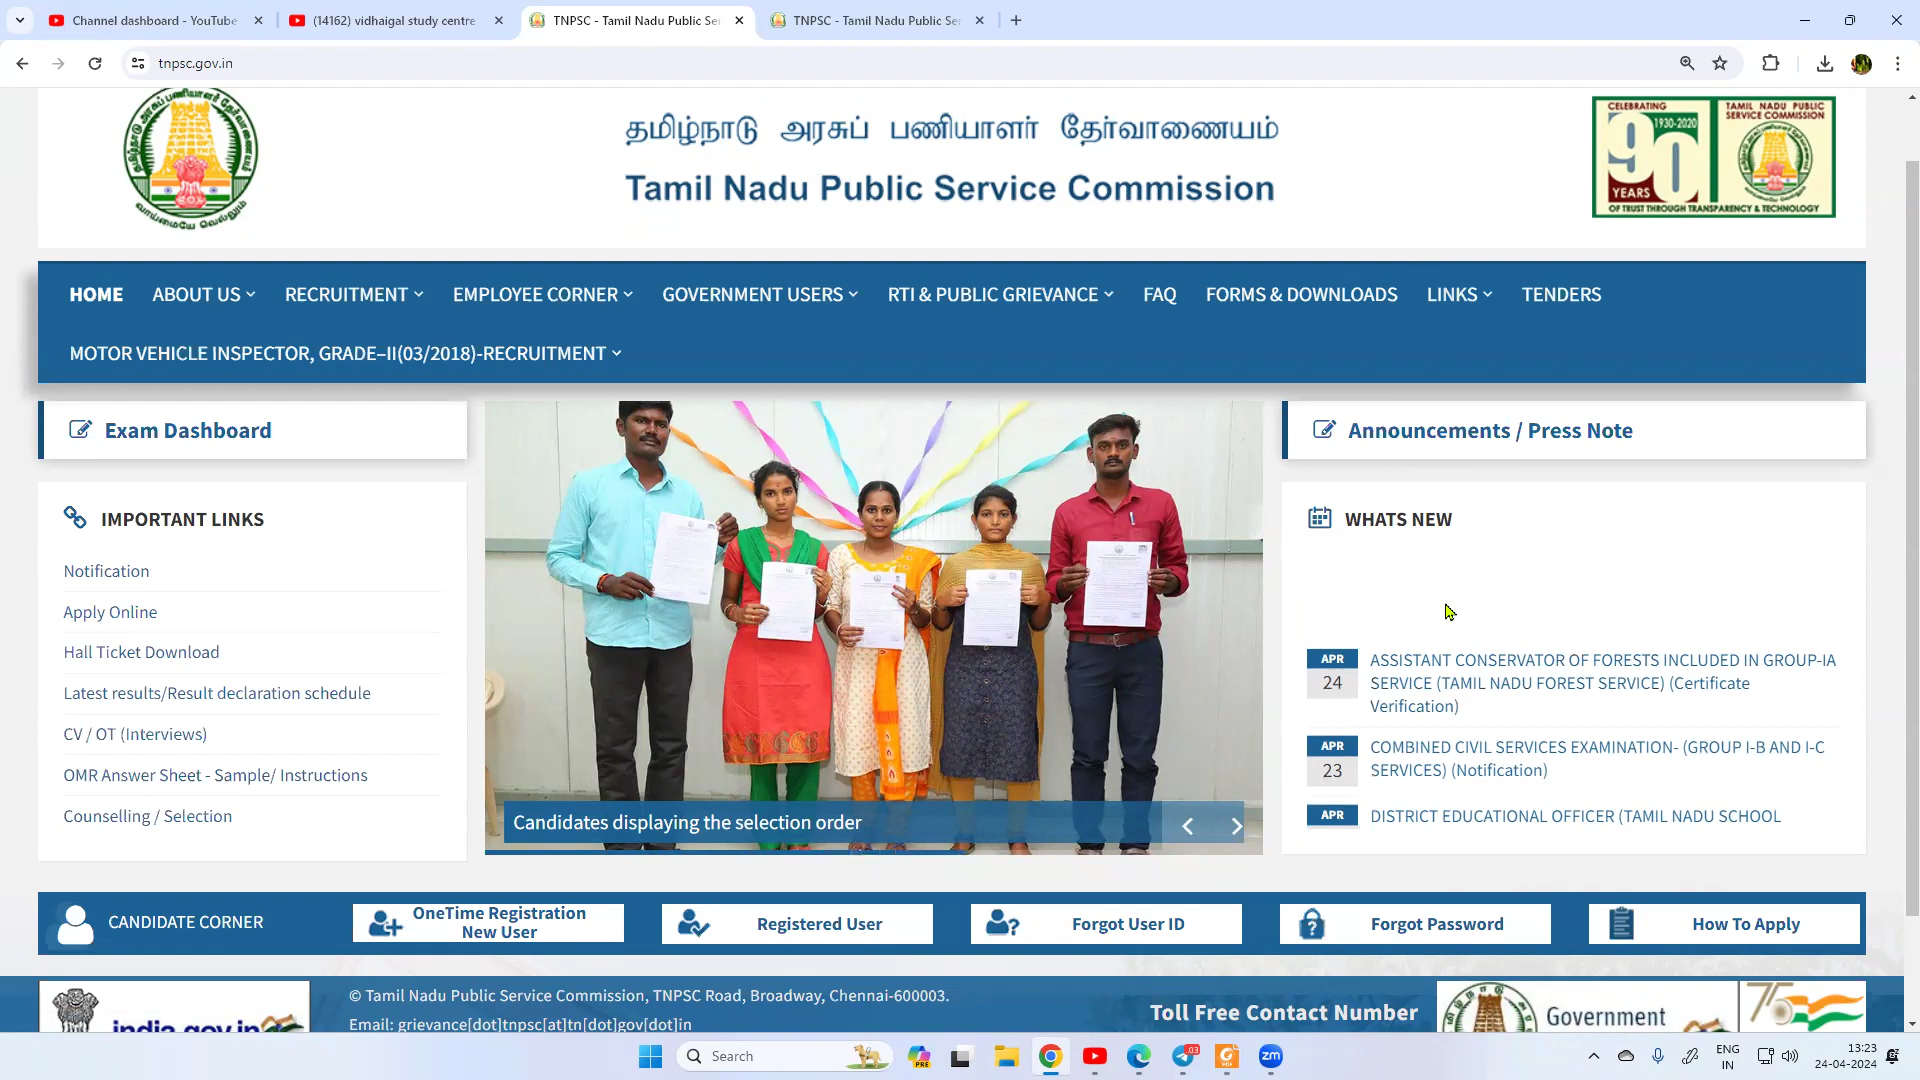 Channel dashboard - YouTube
(14162) vidhaigal study centre
TNPSC - Tamil Nadu Public Ser
TNPSC - Tamil Nadu Public Ser
tnpsc.gov.in
தமிழ்நாடு அரசுப் பணியாளர் தேர்வாணையம்
Tamil Nadu Public Service Commission
CELEBRATING
90
YEARS
1930-2020
TAMIL NADU PUBLIC
SERVICE COMMISSION
OF TRUST THROUGH TRANSPARENCY & TECHNOLOGY
HOME
ABOUT US
RECRUITMENT
EMPLOYEE CORNER
GOVERNMENT USERS
RTI & PUBLIC GRIEVANCE
FAQ
FORMS & DOWNLOADS
LINKS
TENDERS
MOTOR VEHICLE INSPECTOR, GRADE–II(03/2018)-RECRUITMENT
Exam Dashboard
IMPORTANT LINKS
Notification
Apply Online
Hall Ticket Download
Latest results/Result declaration schedule
CV / OT (Interviews)
OMR Answer Sheet - Sample/ Instructions
Counselling / Selection
Candidates displaying the selection order
Announcements / Press Note
WHATS NEW
APR
24
ASSISTANT CONSERVATOR OF FORESTS INCLUDED IN GROUP-IA
SERVICE (TAMIL NADU FOREST SERVICE) (Certificate
Verification)
APR
23
COMBINED CIVIL SERVICES EXAMINATION- (GROUP I-B AND I-C
SERVICES) (Notification)
APR
DISTRICT EDUCATIONAL OFFICER (TAMIL NADU SCHOOL
CANDIDATE CORNER
OneTime Registration
New User
Registered User
Forgot User ID
Forgot Password
How To Apply
india.gov.in
© Tamil Nadu Public Service Commission, TNPSC Road, Broadway, Chennai-600003.
Email: grievance[dot]tnpsc[at]tn[dot]gov[dot]in
Toll Free Contact Number
Government
75
Search
PRE
03
zm
ENG
IN
13:23
24-04-2024